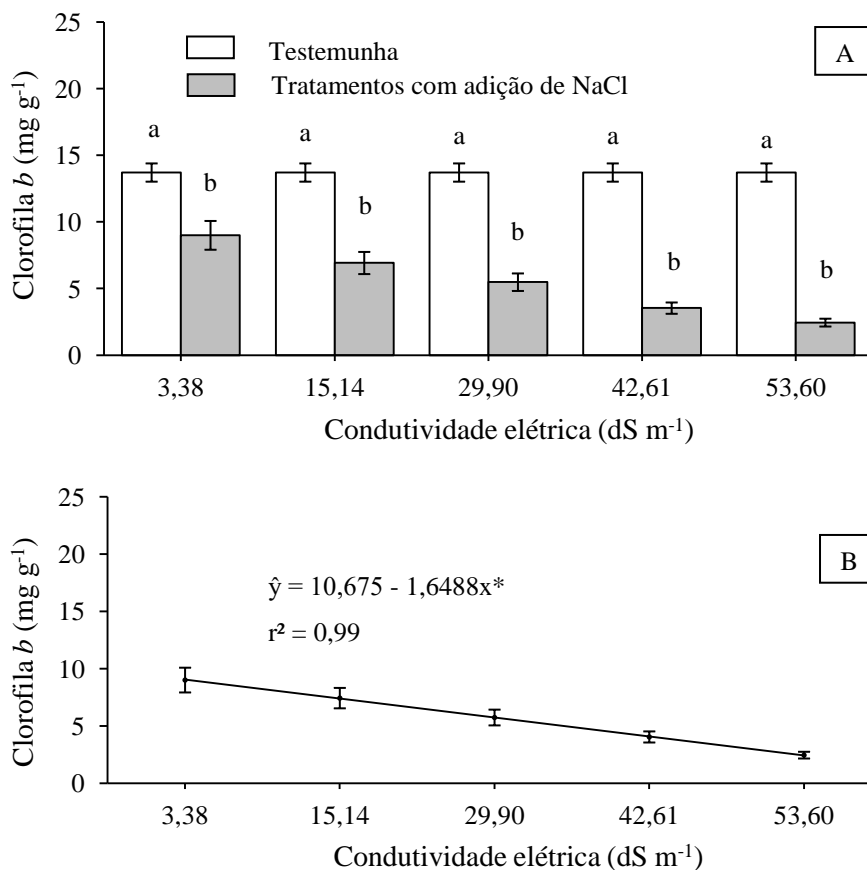 25
20
15
10
5
0
Clorofila b (mg g⁻¹)
Testemunha
Tratamentos com adição de NaCl
A
a
b
a
b
a
b
a
b
a
b
3,38 15,14 29,90 42,61 53,60
Condutividade elétrica (dS m⁻¹)
25
20
15
10
5
0
Clorofila b (mg g⁻¹)
B
ŷ = 10,675 - 1,6488x*
r² = 0,99
3,38 15,14 29,90 42,61 53,60
Condutividade elétrica (dS m⁻¹)